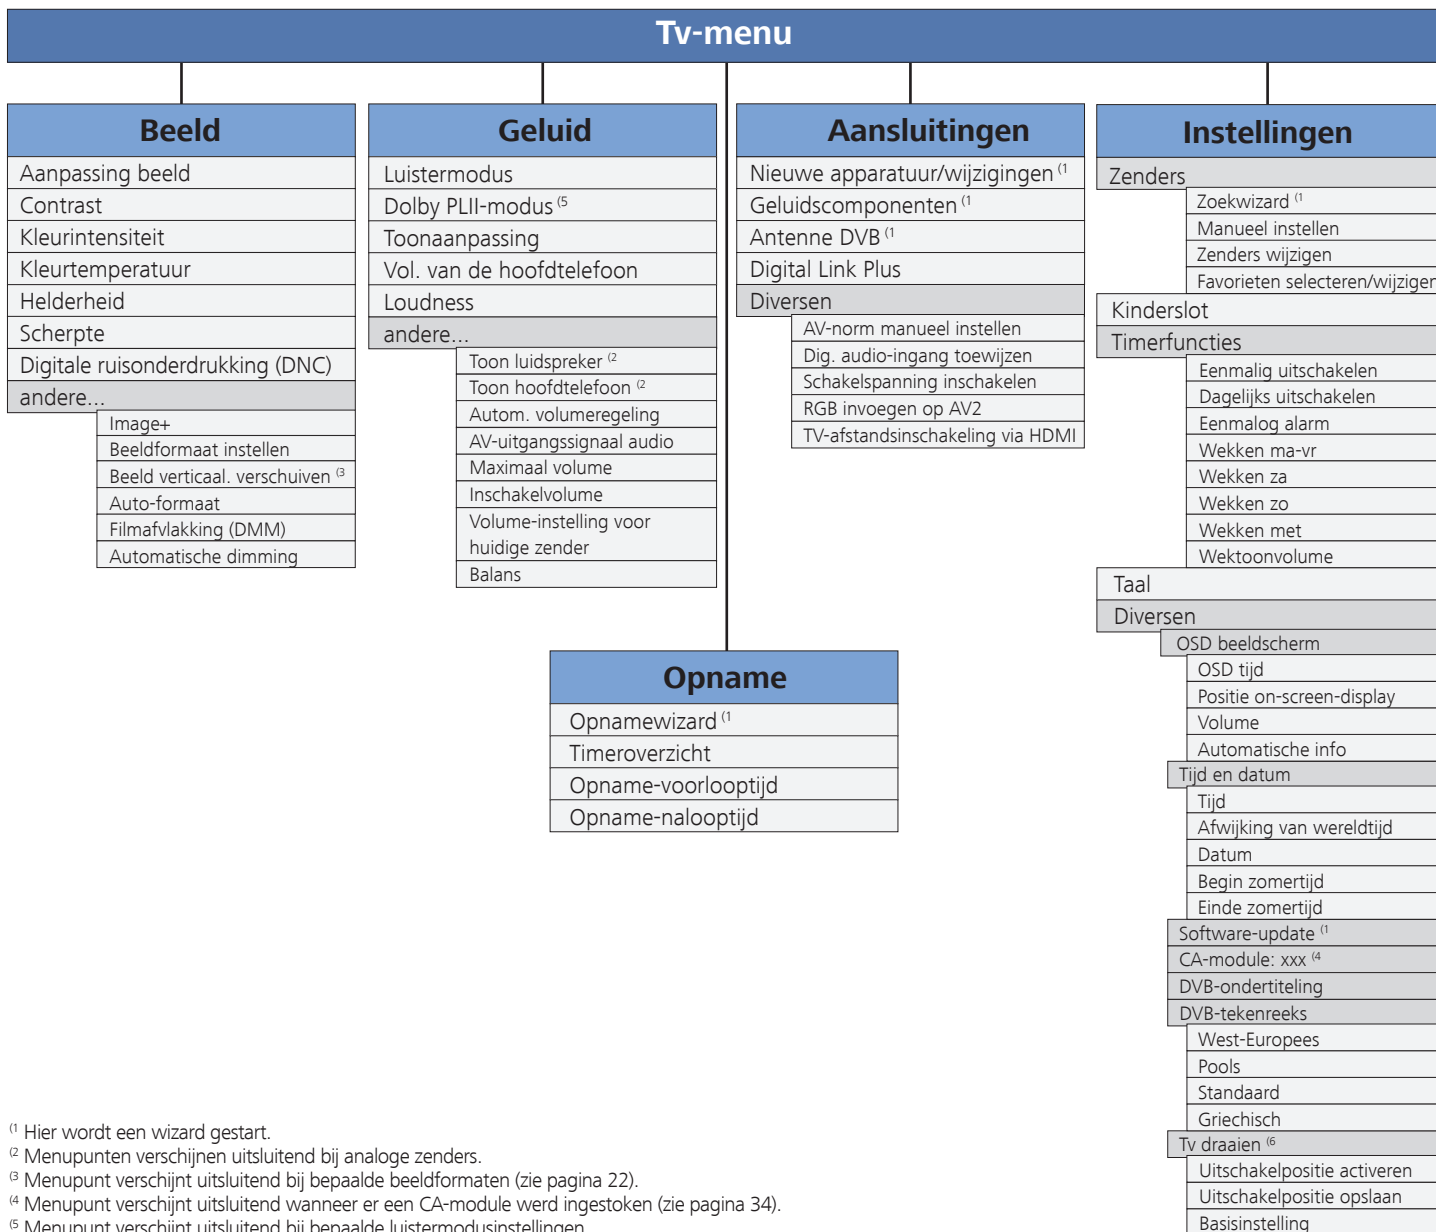 Tv-menu
Beeld
Aanpassing beeld
Contrast
Kleurintensiteit
Kleurtemperatuur
Helderheid
Scherpte
Digitale ruisonderdrukking (DNC)
andere...
Image+
Beeldformaat instellen
Beeld verticaal. verschuiven (3
Auto-formaat
Filmafvlakking (DMM)
Automatische dimming
Geluid
Luistermodus
Dolby PLII-modus (5
Toonaanpassing
Vol. van de hoofdtelefoon
Loudness
andere...
Toon luidspreker (2
Toon hoofdtelefoon (2
Autom. volumeregeling
AV-uitgangssignaal audio
Maximaal volume
Inschakelvolume
Volume-instelling voor
huidige zender
Balans
Aansluitingen
Nieuwe apparatuur/wijzigingen (1
Geluidscomponenten (1
Antenne DVB (1
Digital Link Plus
Diversen
AV-norm manueel instellen
Dig. audio-ingang toewijzen
Schakelspanning inschakelen
RGB invoegen op AV2
TV-afstandsinschakeling via HDMI
Instellingen
Zenders
Zoekwizard (1
Manueel instellen
Zenders wijzigen
Favorieten selecteren/wijzigen
Kinderslot
Timerfuncties
Eenmalig uitschakelen
Dagelijks uitschakelen
Eenmalog alarm
Wekken ma-vr
Wekken za
Wekken zo
Wekken met
Wektoonvolume
Taal
Diversen
OSD beeldscherm
OSD tijd
Positie on-screen-display
Volume
Automatische info
Tijd en datum
Tijd
Afwijking van wereldtijd
Datum
Begin zomertijd
Einde zomertijd
Software-update (1
CA-module: xxx (4
DVB-ondertiteling
DVB-tekenreeks
West-Europees
Pools
Standaard
Griechisch
Tv draaien (6
Uitschakelpositie activeren
Uitschakelpositie opslaan
Basisinstelling
Opname
Opnamewizard (1
Timeroverzicht
Opname-voorlooptijd
Opname-nalooptijd
(1 Hier wordt een wizard gestart.
(2 Menupunten verschijnen uitsluitend bij analoge zenders.
(3 Menupunt verschijnt uitsluitend bij bepaalde beeldformaten (zie pagina 22).
(4 Menupunt verschijnt uitsluitend wanneer er een CA-module werd ingestoken (zie pagina 34).
(5 Menupunt verschijnt uitsluitend bij bepaalde luistermodusinstellingen